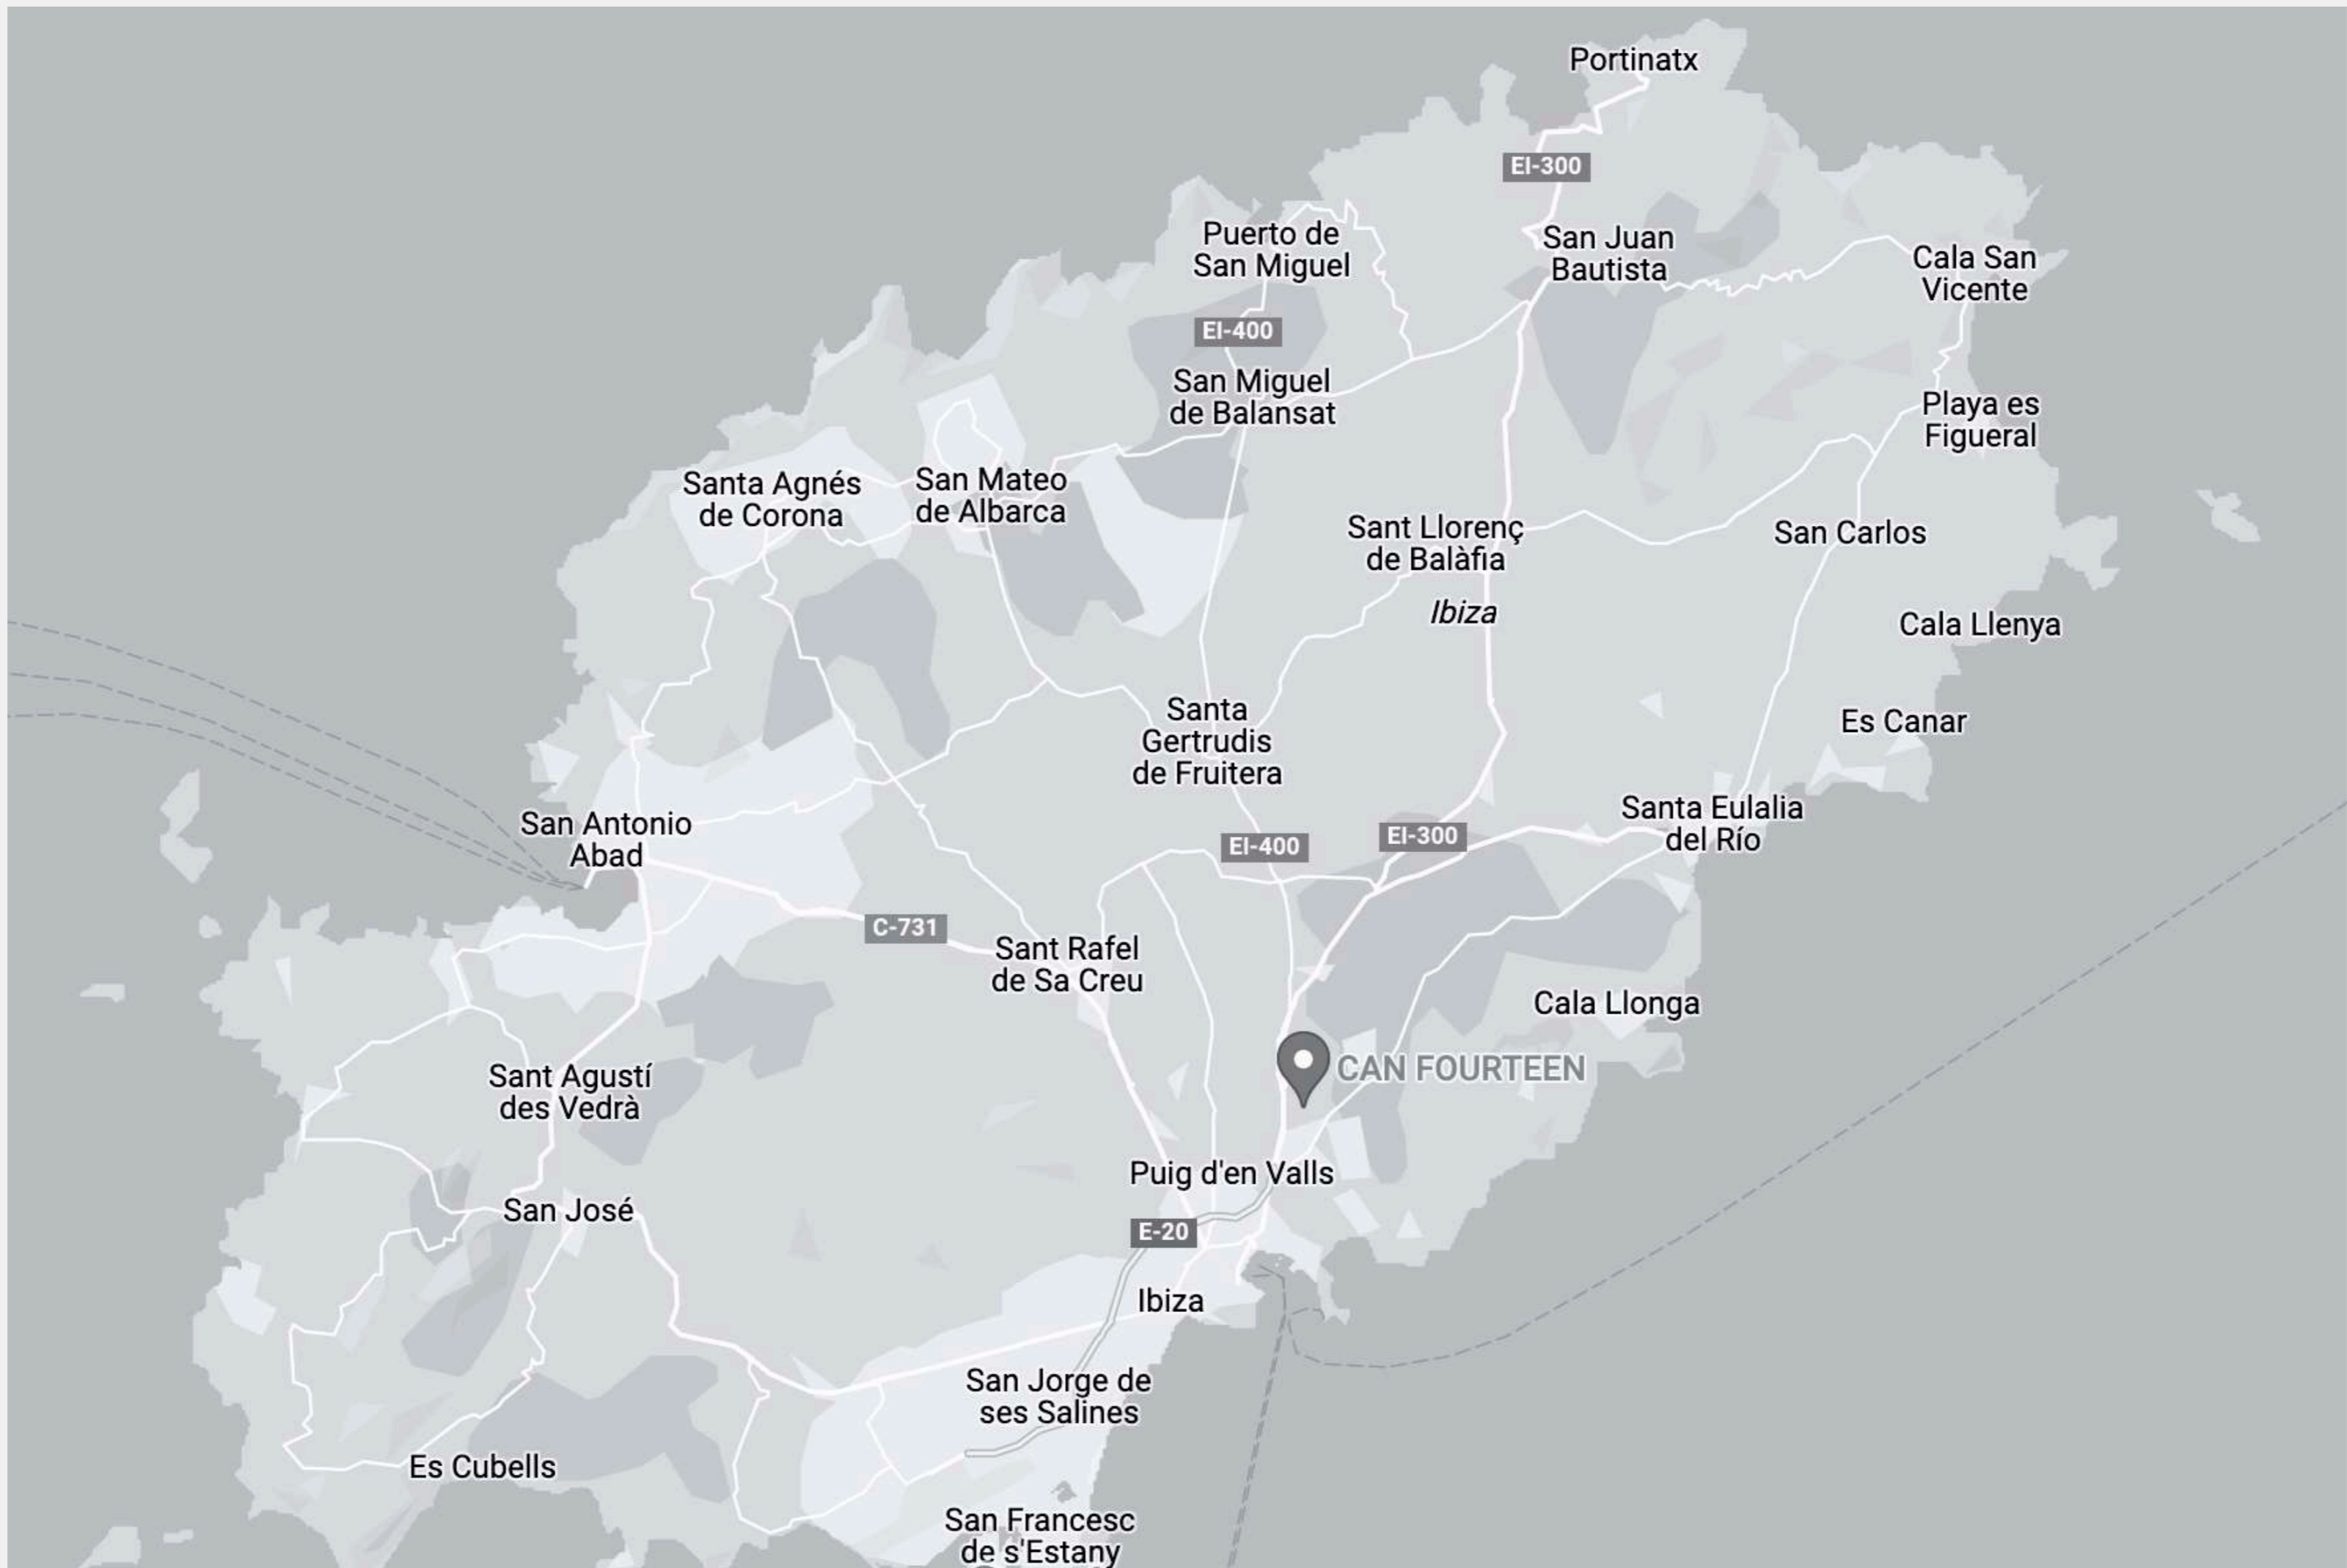 Portinatx
EI-300
Puerto de
San Miguel
San Juan
Bautista
Cala San
Vicente
EI-400
San Miguel
de Balansat
Playa es
Figueral
Santa Agnés
de Corona
San Mateo
de Albarca
Sant Llorenç
de Balàfia
San Carlos
Ibiza
Cala Llenya
Santa
Gertrudis
de Fruitera
Es Canar
San Antonio
Abad
Santa Eulalia
del Río
EI-400
EI-300
C-731
Sant Rafel
de Sa Creu
Cala Llonga
CAN FOURTEEN
Sant Agustí
des Vedrà
Puig d'en Valls
San José
E-20
Ibiza
San Jorge de
ses Salines
Es Cubells
San Francesc
de s'Estany